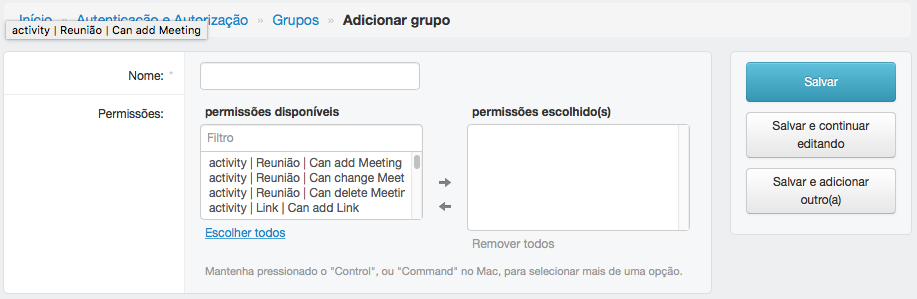 Início » Autenticação e Autorização » Grupos » Adicionar grupo
activity | Reunião | Can add Meeting
Nome: *
Permissões:
permissões disponíveis
Filtro
activity | Reunião | Can add Meeting
activity | Reunião | Can change Meet
activity | Reunião | Can delete Meetin
activity | Link | Can add Link
Escolher todos
permissões escolhido(s)
Remover todos
Mantenha pressionado o "Control", ou "Command" no Mac, para selecionar mais de uma opção.
Salvar
Salvar e continuar
editando
Salvar e adicionar
outro(a)